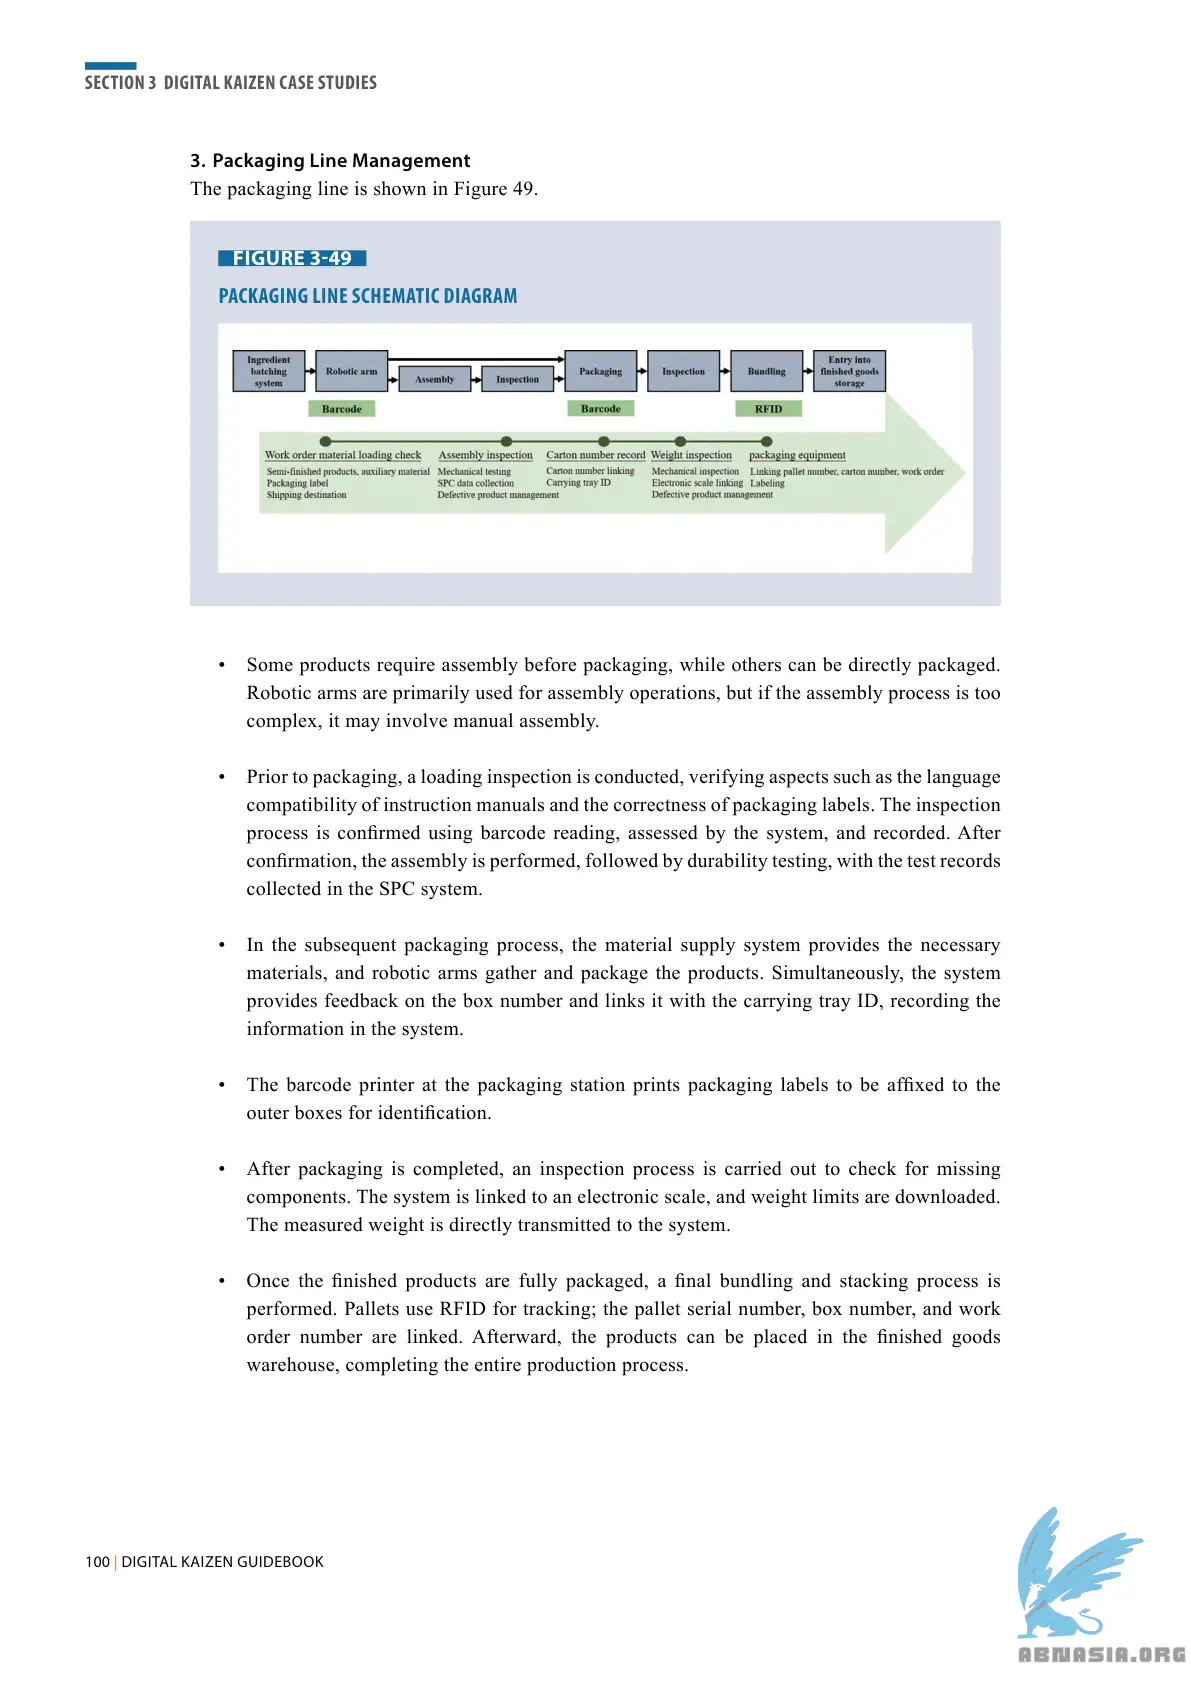 SECTION 3 DIGITAL KAIZEN CASE STUDIES
3. Packaging Line Management
The packaging line is shown in Figure 49.
FIGURE 3-49
PACKAGING LINE SCHEMATIC DIAGRAM
Ingredient
batching
system
Robotic arm
Assembly
Inspection
Packaging
Inspection
Bundling
Entry into
finished goods
storage
Barcode
Barcode
RFID
Work order material loading check
Semi-finished products, auxiliary material
Packaging label
Shipping destination
Assembly inspection
Mechanical testing
SPC data collection
Defective product management
Carton number record
Carton number linking
Carrying tray ID
Weight inspection
Mechanical inspection
Electronic scale linking
Defective product management
packaging equipment
Linking pallet number, carton number, work order
Labeling
• Some products require assembly before packaging, while others can be directly packaged.
Robotic arms are primarily used for assembly operations, but if the assembly process is too
complex, it may involve manual assembly.
• Prior to packaging, a loading inspection is conducted, verifying aspects such as the language
compatibility of instruction manuals and the correctness of packaging labels. The inspection
process is confirmed using barcode reading, assessed by the system, and recorded. After
confirmation, the assembly is performed, followed by durability testing, with the test records
collected in the SPC system.
• In the subsequent packaging process, the material supply system provides the necessary
materials, and robotic arms gather and package the products. Simultaneously, the system
provides feedback on the box number and links it with the carrying tray ID, recording the
information in the system.
• The barcode printer at the packaging station prints packaging labels to be affixed to the
outer boxes for identification.
• After packaging is completed, an inspection process is carried out to check for missing
components. The system is linked to an electronic scale, and weight limits are downloaded.
The measured weight is directly transmitted to the system.
• Once the finished products are fully packaged, a final bundling and stacking process is
performed. Pallets use RFID for tracking; the pallet serial number, box number, and work
order number are linked. Afterward, the products can be placed in the finished goods
warehouse, completing the entire production process.
100 | DIGITAL KAIZEN GUIDEBOOK
ABNASIA.ORG